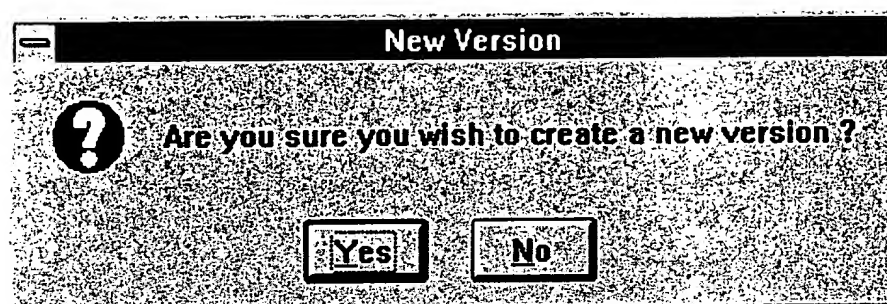 New Version
Are you sure you wish to create a new version ?
Yes
No